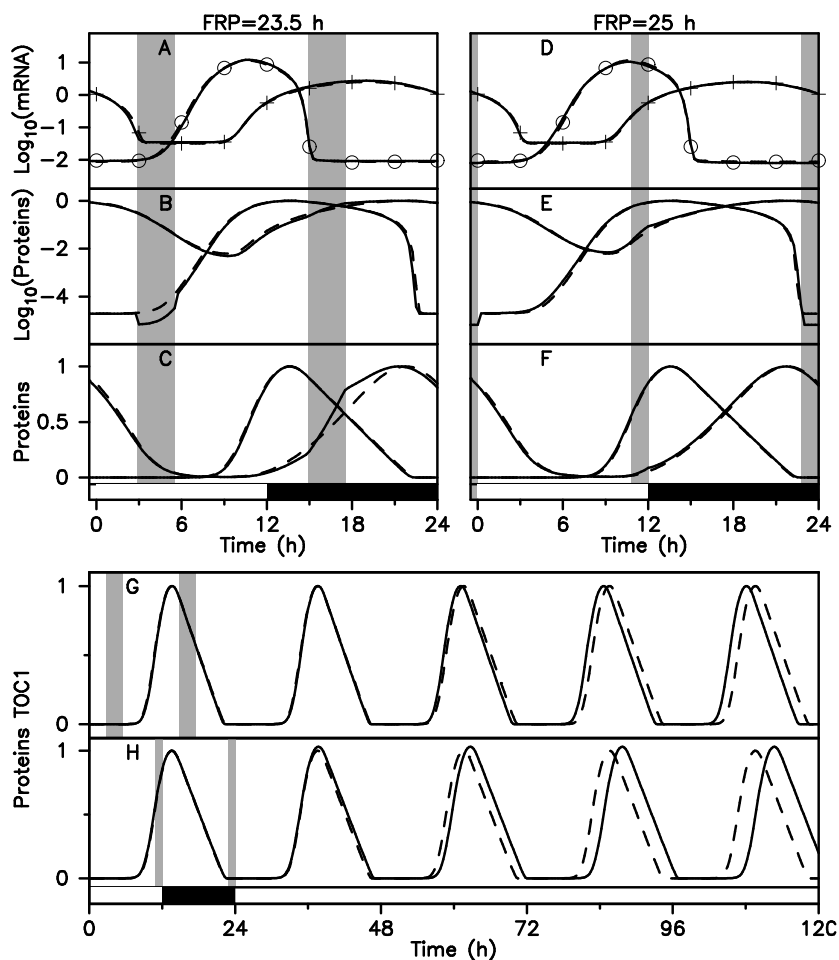 FRP=23.5 h FRP=25 h
A D
Log10(mRNA)
1
0
-1
-2
B E
Log10(Proteins)
0
-2
-4
C F
Proteins
1
0.5
0
0 6 12 18 24 0 6 12 18 24
Time (h) Time (h)
G
1
0
Proteins TOC1
H
1
0
0 24 48 72 96 12C
Time (h)